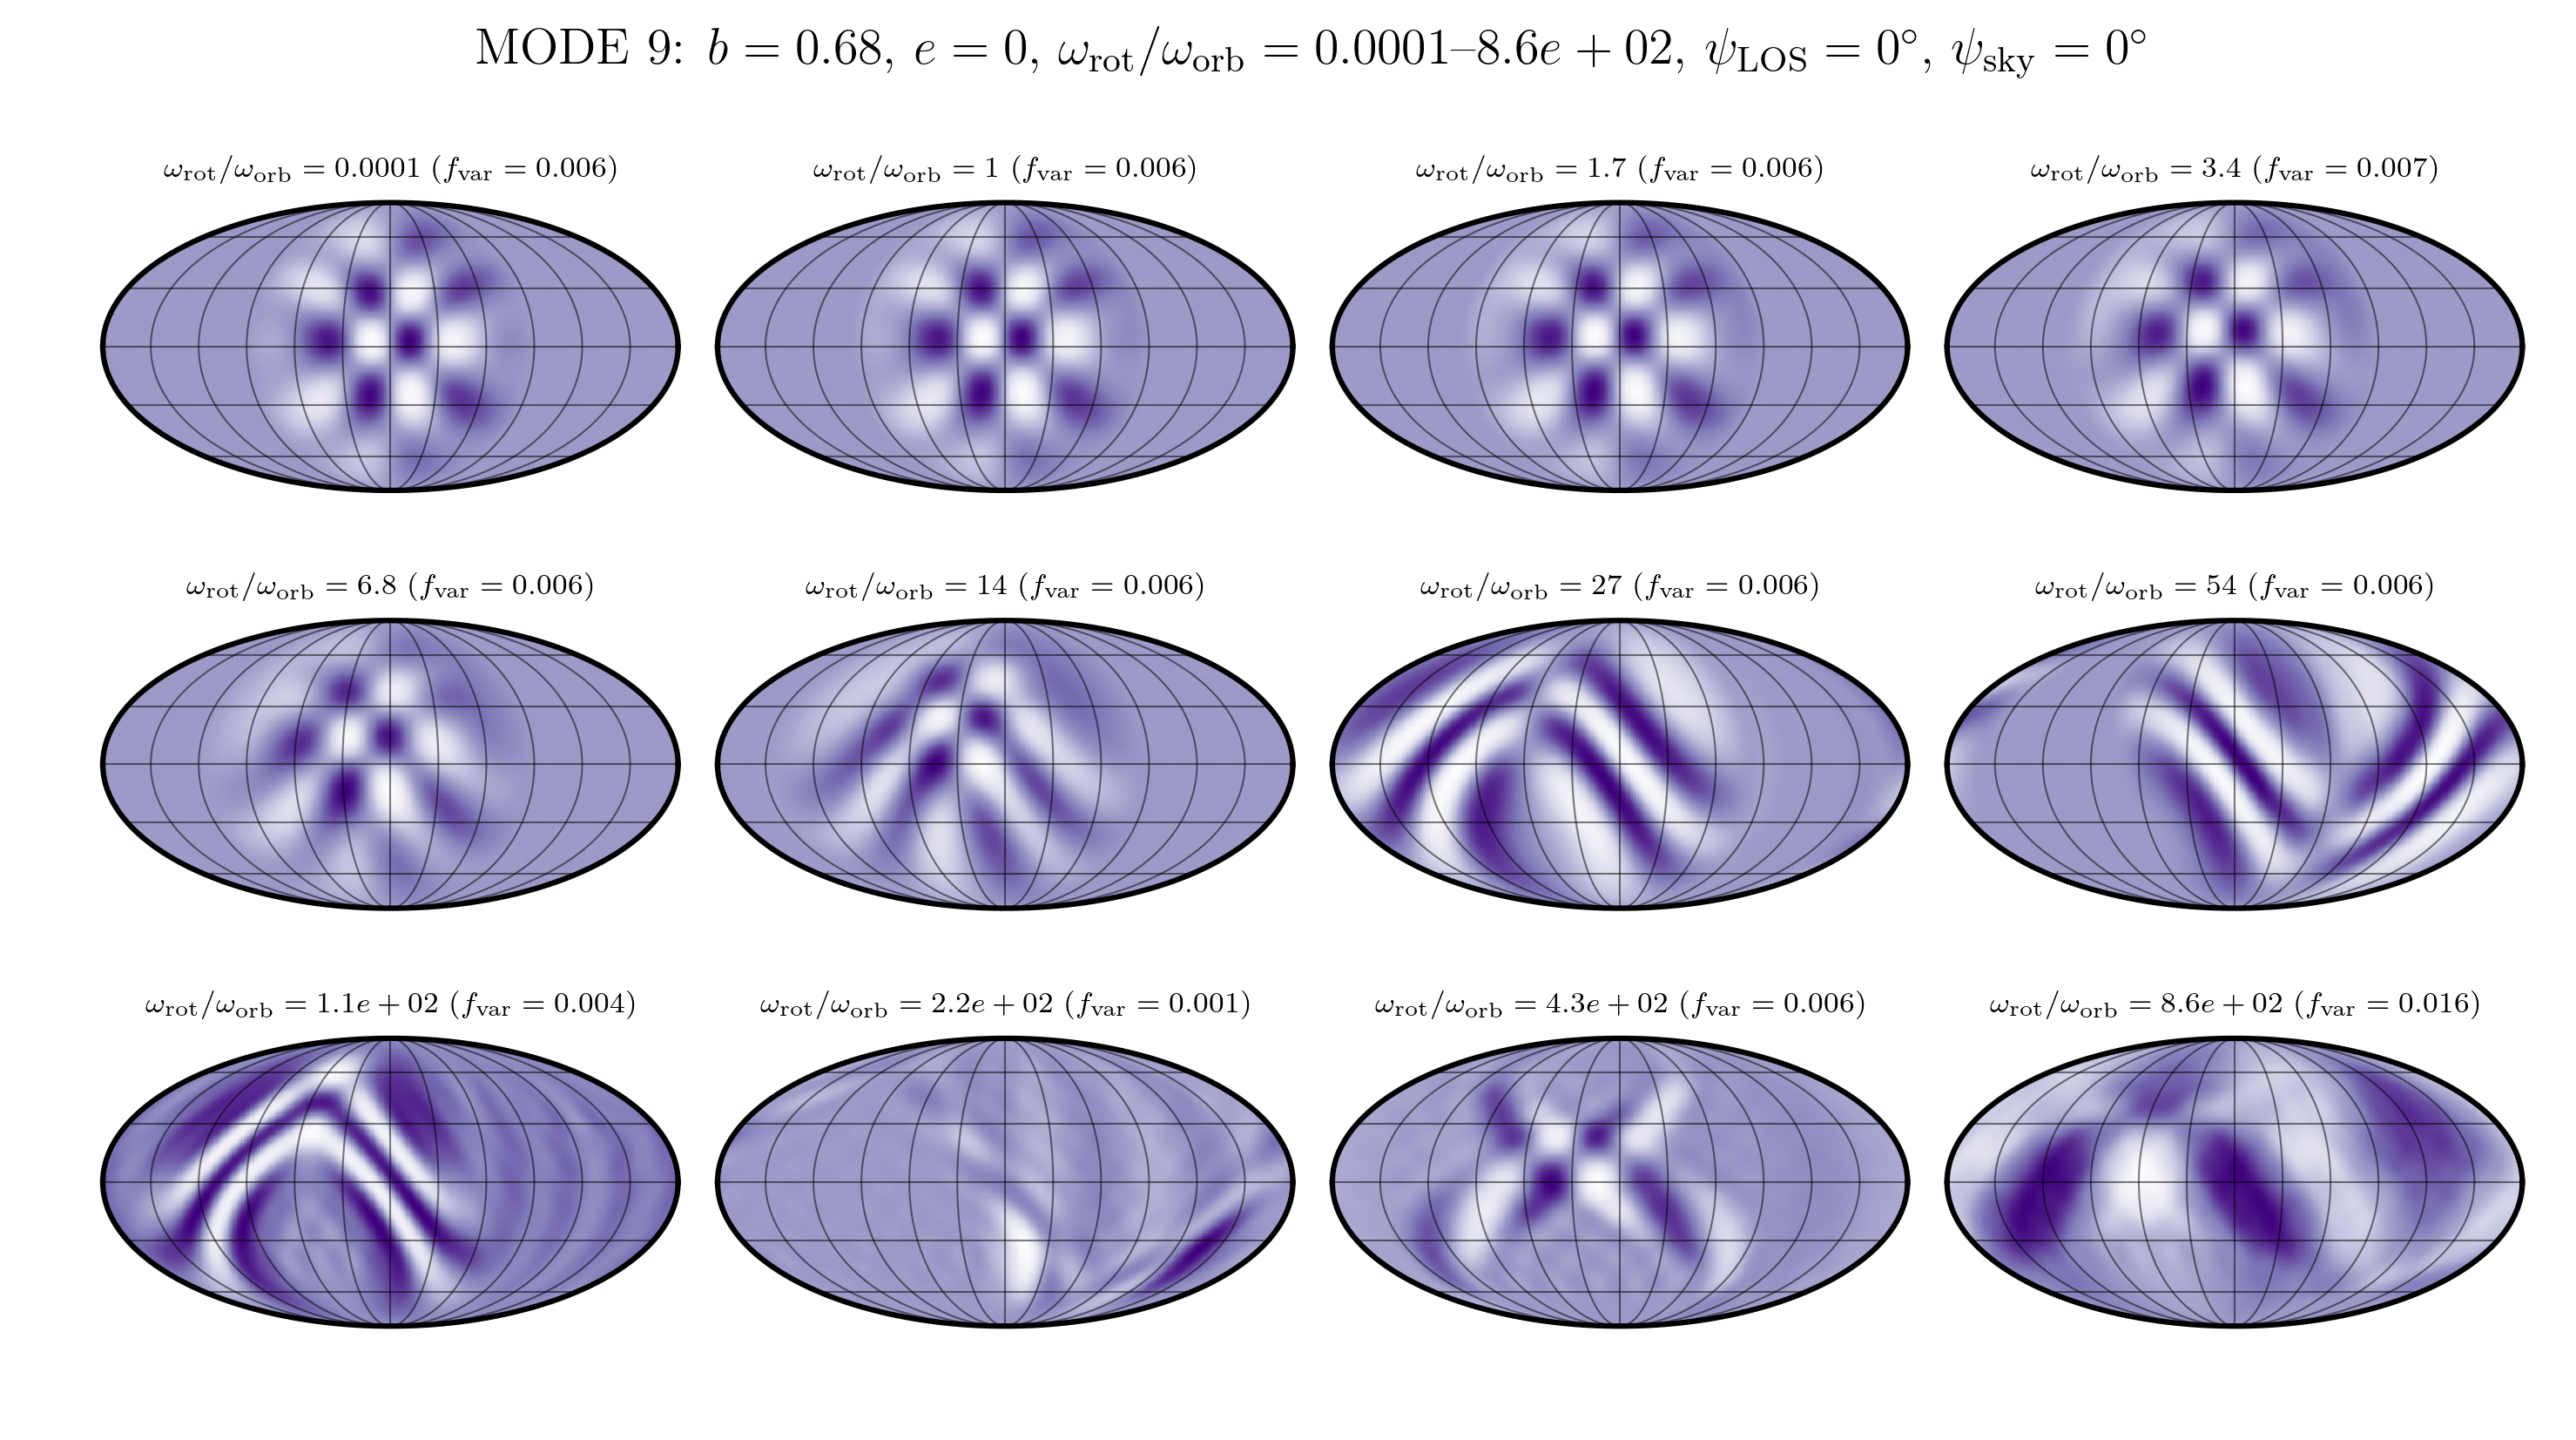 MODE 9: b = 0.68, e = 0, ω_rot/ω_orb = 0.0001–8.6e + 02, ψ_LOS = 0°, ψ_sky = 0°
ω_rot/ω_orb = 0.0001 (f_var = 0.006)
ω_rot/ω_orb = 1 (f_var = 0.006)
ω_rot/ω_orb = 1.7 (f_var = 0.006)
ω_rot/ω_orb = 3.4 (f_var = 0.007)
ω_rot/ω_orb = 6.8 (f_var = 0.006)
ω_rot/ω_orb = 14 (f_var = 0.006)
ω_rot/ω_orb = 27 (f_var = 0.006)
ω_rot/ω_orb = 54 (f_var = 0.006)
ω_rot/ω_orb = 1.1e + 02 (f_var = 0.004)
ω_rot/ω_orb = 2.2e + 02 (f_var = 0.001)
ω_rot/ω_orb = 4.3e + 02 (f_var = 0.006)
ω_rot/ω_orb = 8.6e + 02 (f_var = 0.016)